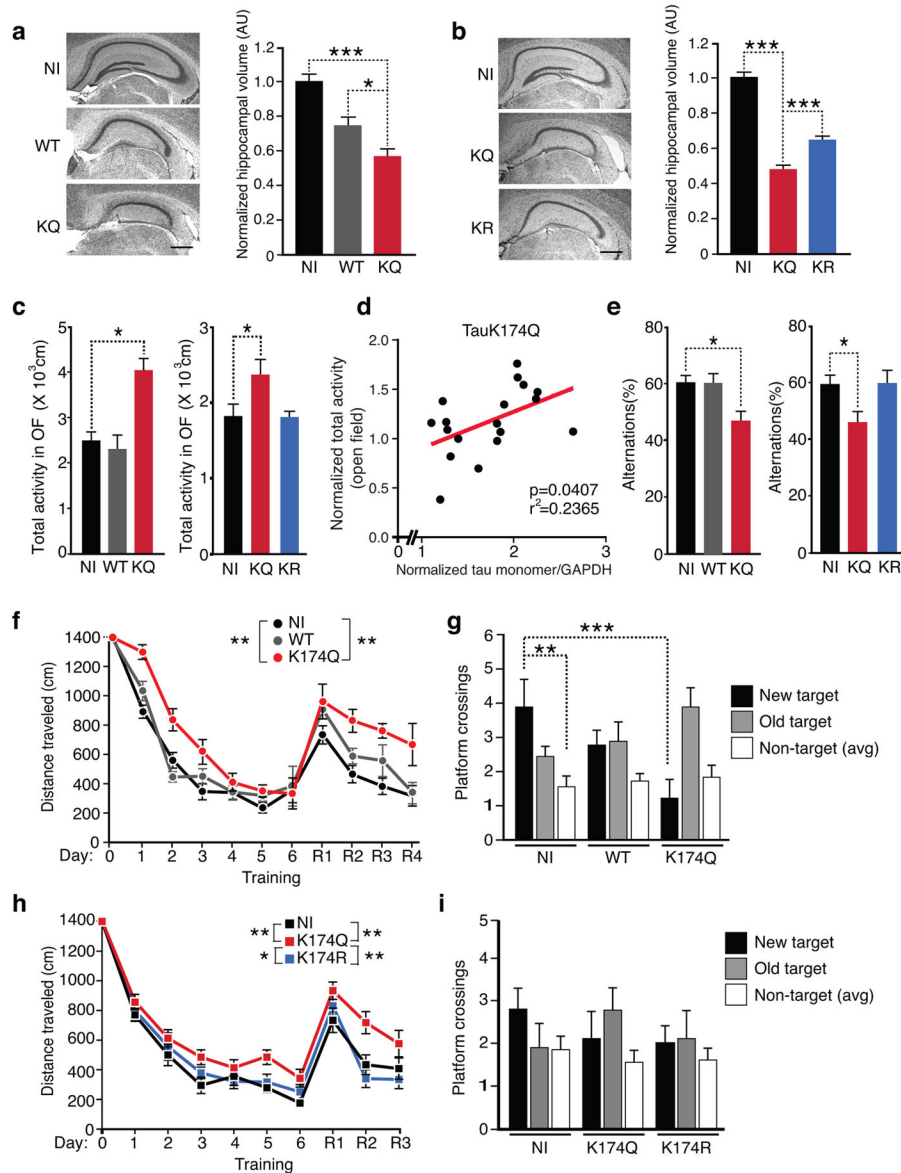 a
NI
WT
KQ
Normalized hippocampal volume (AU)
1.2
1.0
0.8
0.6
0.4
0.2
0
***
*
NI WT KQ
b
NI
KQ
KR
Normalized hippocampal volume (AU)
1.2
1.0
0.8
0.6
0.4
0.2
0
***
***
NI KQ KR
c
Total activity in OF (X 10³cm)
5
4
3
2
1
0
*
NI WT KQ
Total activity in OF (X 10³cm)
3
2
1
0
*
NI KQ KR
d
TauK174Q
Normalized total activity
(open field)
2.0
1.5
1.0
1.5
0
p=0.0407
r²=0.2365
0 1 2 3
Normalized tau monomer/GAPDH
e
Alternations(%)
80
60
40
60
0
*
NI WT KQ
Alternations(%)
80
60
40
60
0
*
NI KQ KR
f
Distance traveled (cm)
1400
1200
1000
800
600
400
200
0
** NI **
WT
K174Q
Day: 0 1 2 3 4 5 6 R1 R2 R3 R4
Training
g
Platform crossings
6
5
4
3
2
1
0
***
**
New target
Old target
Non-target (avg)
NI WT K174Q
h
Distance traveled (cm)
1400
1200
1000
800
600
400
200
0
NI
** K174Q **
* K174R **
Day: 0 1 2 3 4 5 6 R1 R2 R3
Training
i
Platform crossings
5
4
3
2
1
0
New target
Old target
Non-target (avg)
NI K174Q K174R